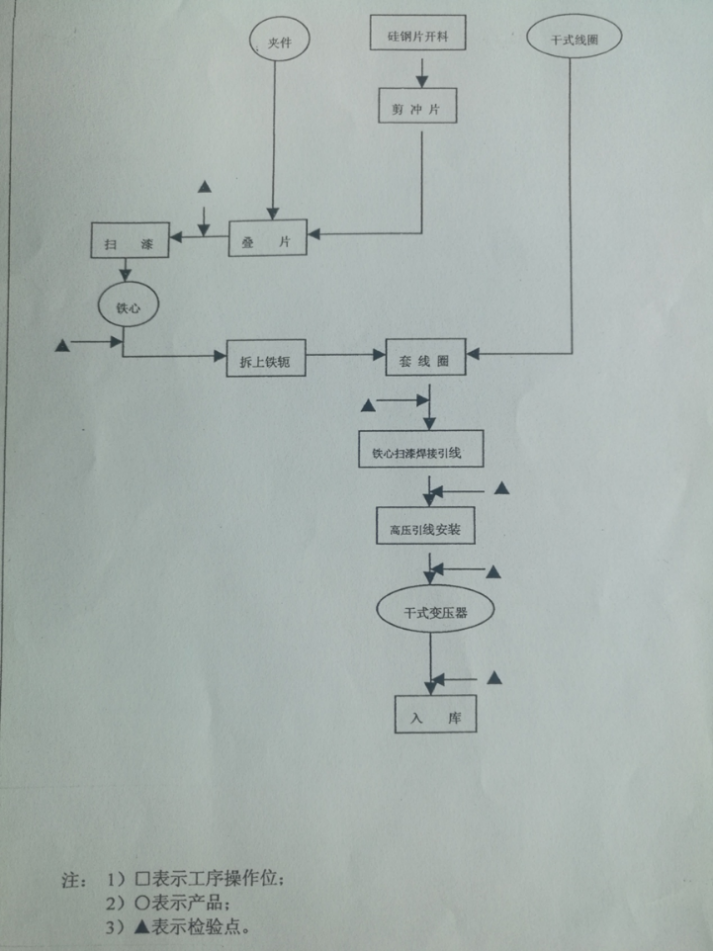 夹件
硅钢片开料
干式线圈
剪 冲 片
扫 漆
叠 片
铁心
拆上铁轭
套 线 圈
铁心扫漆焊接引线
高压引线安装
干式变压器
入 库
注： 1）□表示工序操作位；
2）○表示产品；
3）▲表示检验点。